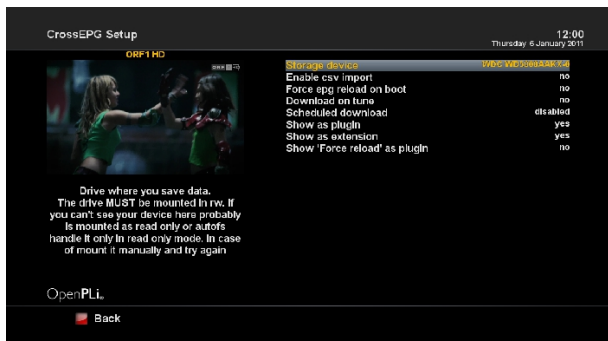 CrossEPG Setup
12:00
Thursday 6 January 2011
ORF1 HD
Storage device
Enable csv import no
Force epg reload on boot no
Download on tune no
Scheduled download disabled
Show as plugin yes
Show as extension yes
Show 'Force reload' as plugin no
Drive where you save data.
The drive MUST be mounted in rw. If
you can't see your device here probably
is mounted as read only or autofs
handle it only in read only mode. In case
of mount it manually and try again
OpenPLi.
Back